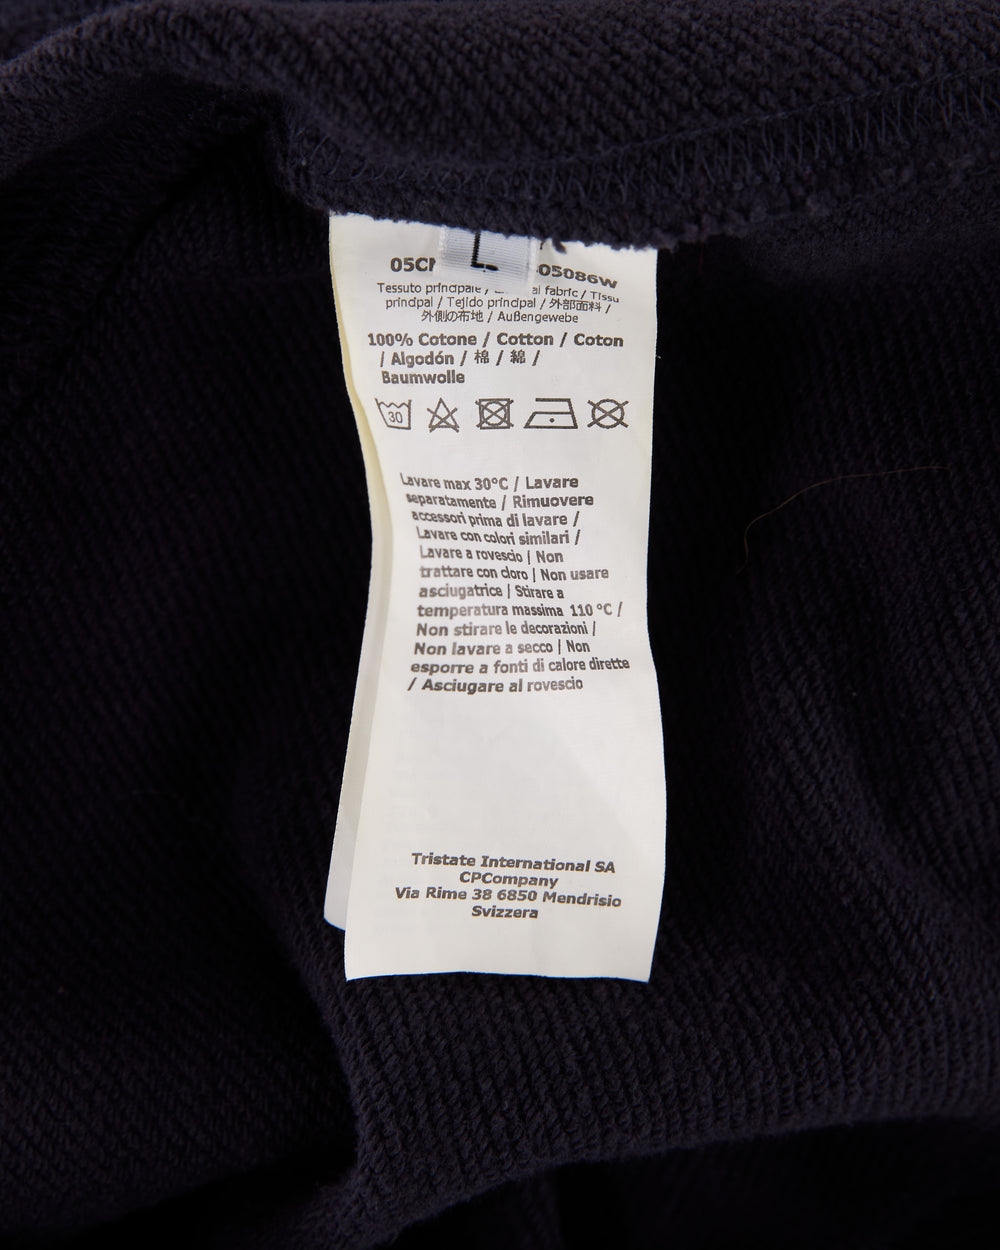 L
05CM 05086W
Tessuto principale / al fabric / Tissu
principal / Tejido principal / 外部面料 /
外側の布地 / Außengewebe
100% Cotone / Cotton / Coton
/ Algodón / 棉 / 綿 /
Baumwolle
30
Lavare max 30°C / Lavare
separatamente / Rimuovere
accessori prima di lavare /
Lavare con colori similari /
Lavare a rovescio / Non
trattare con cloro / Non usare
asciugatrice / Stirare a
temperatura massima 110 °C /
Non stirare le decorazioni /
Non lavare a secco / Non
esporre a fonti di calore dirette
/ Asciugare al rovescio
Tristate International SA
CPCompany
Via Rime 38 6850 Mendrisio
Svizzera